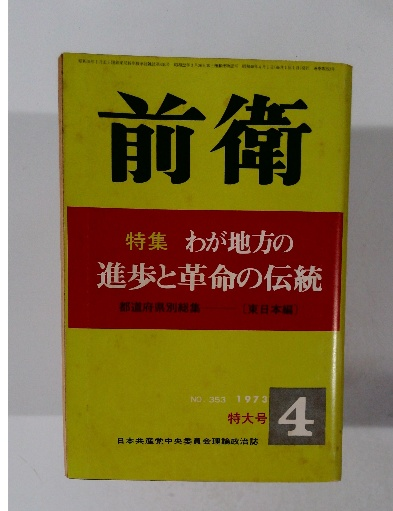 前衛
特集 わが地方の
進歩と革命の伝統
都道府県別総集――〔東日本編〕
NO. 353 1973
特大号 4
日本共産党中央委員会理論政治誌